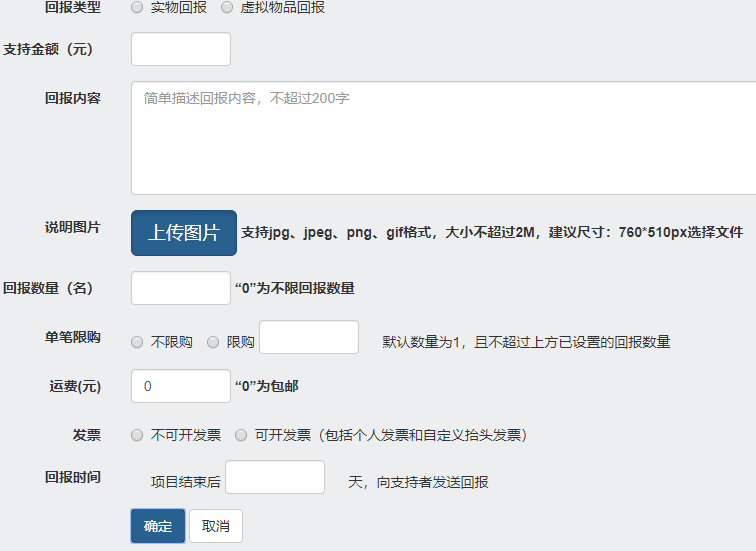 回报类型 实物回报 虚拟物品回报
支持金额（元）
回报内容 简单描述回报内容，不超过200字
说明图片 上传图片 支持jpg、jpeg、png、gif格式，大小不超过2M，建议尺寸：760*510px选择文件
回报数量（名） “0”为不限回报数量
单笔限购 不限购 限购 默认数量为1，且不超过上方已设置的回报数量
运费(元) 0 “0”为包邮
发票 不可开发票 可开发票（包括个人发票和自定义抬头发票）
回报时间 项目结束后 天，向支持者发送回报
确定 取消